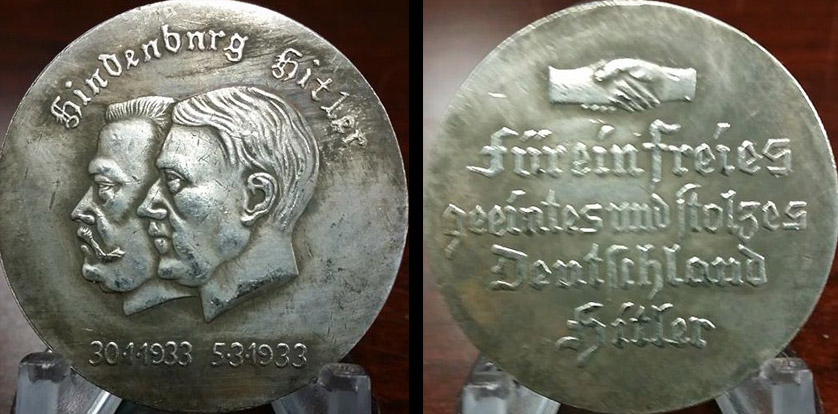 Hindenburg Hitler
30·1·1933 5·3·1933
Für ein freies
geeintes und stolzes
Deutschland
Hitler